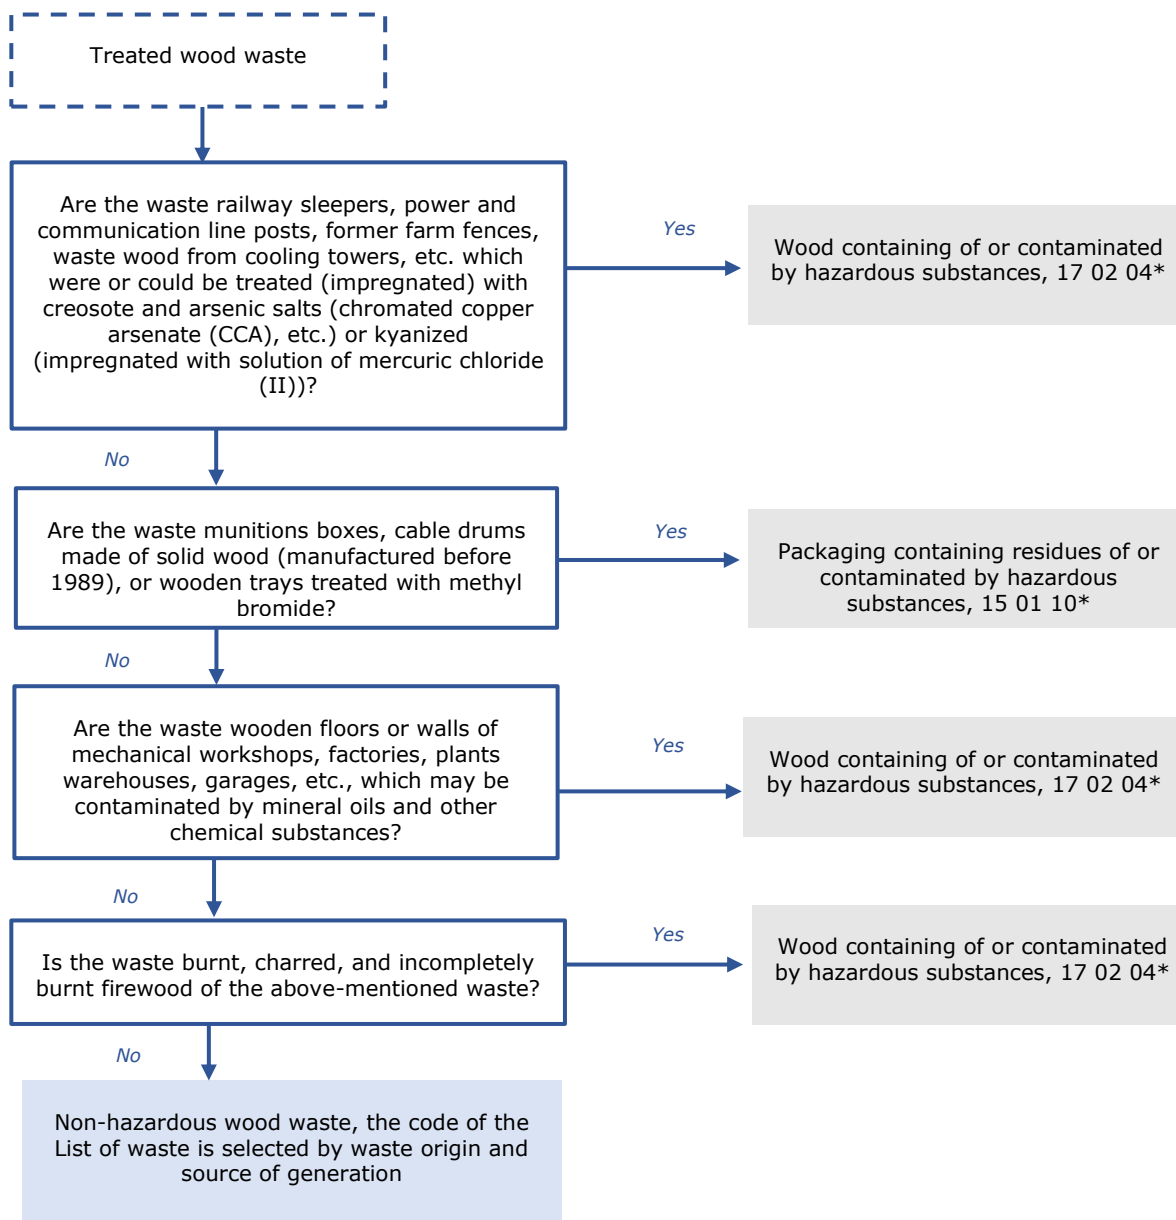 Treated wood waste
Are the waste railway sleepers, power and
communication line posts, former farm fences,
waste wood from cooling towers, etc. which
were or could be treated (impregnated) with
creosote and arsenic salts (chromated copper
arsenate (CCA), etc.) or kyanized
(impregnated with solution of mercuric chloride
(II))?
Yes
Wood containing of or contaminated
by hazardous substances, 17 02 04*
No
Are the waste munitions boxes, cable drums
made of solid wood (manufactured before
1989), or wooden trays treated with methyl
bromide?
Yes
Packaging containing residues of or
contaminated by hazardous
substances, 15 01 10*
No
Are the waste wooden floors or walls of
mechanical workshops, factories, plants
warehouses, garages, etc., which may be
contaminated by mineral oils and other
chemical substances?
Yes
Wood containing of or contaminated
by hazardous substances, 17 02 04*
No
Is the waste burnt, charred, and incompletely
burnt firewood of the above-mentioned waste?
Yes
Wood containing of or contaminated
by hazardous substances, 17 02 04*
No
Non-hazardous wood waste, the code of the
List of waste is selected by waste origin and
source of generation